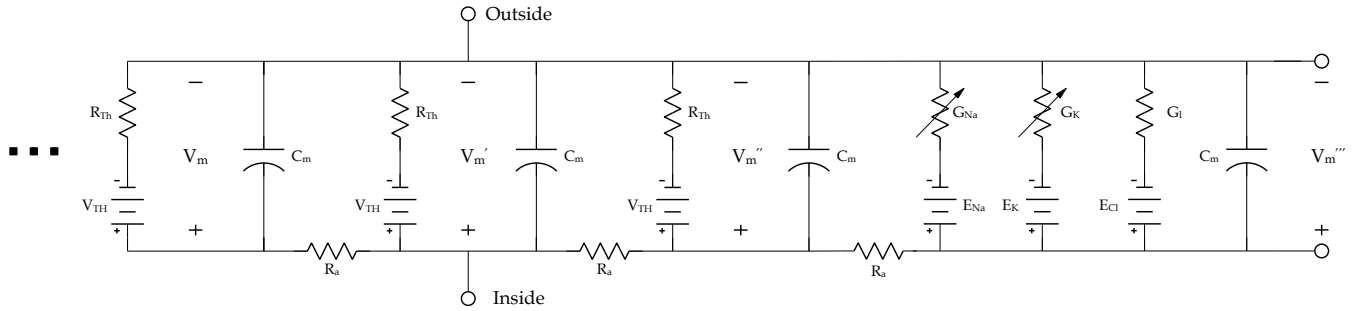 Outside
R_Th R_Th R_Th G_Na G_K G_l
− − − −
V_m C_m V_m′ C_m V_m″ C_m C_m V_m‴
- - - - - -
V_TH V_TH V_TH E_Na E_K E_Cl
+ + + + + + + + + +
R_a R_a R_a
Inside